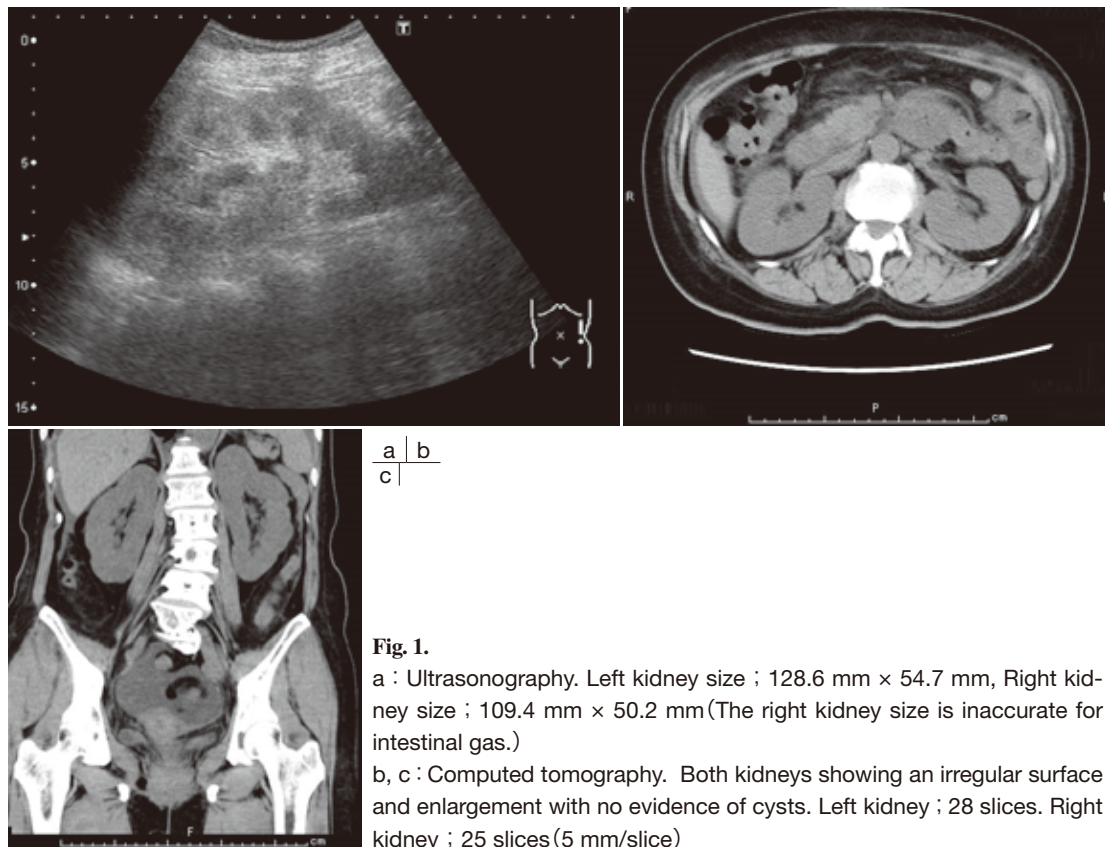 T
0
5
10
15
R
P
cm
F
cm
a b
c
Fig. 1.
a : Ultrasonography. Left kidney size ; 128.6 mm × 54.7 mm, Right kid-
ney size ; 109.4 mm × 50.2 mm(The right kidney size is inaccurate for
intestinal gas.)
b, c : Computed tomography. Both kidneys showing an irregular surface
and enlargement with no evidence of cysts. Left kidney ; 28 slices. Right
kidney ; 25 slices(5 mm/slice)